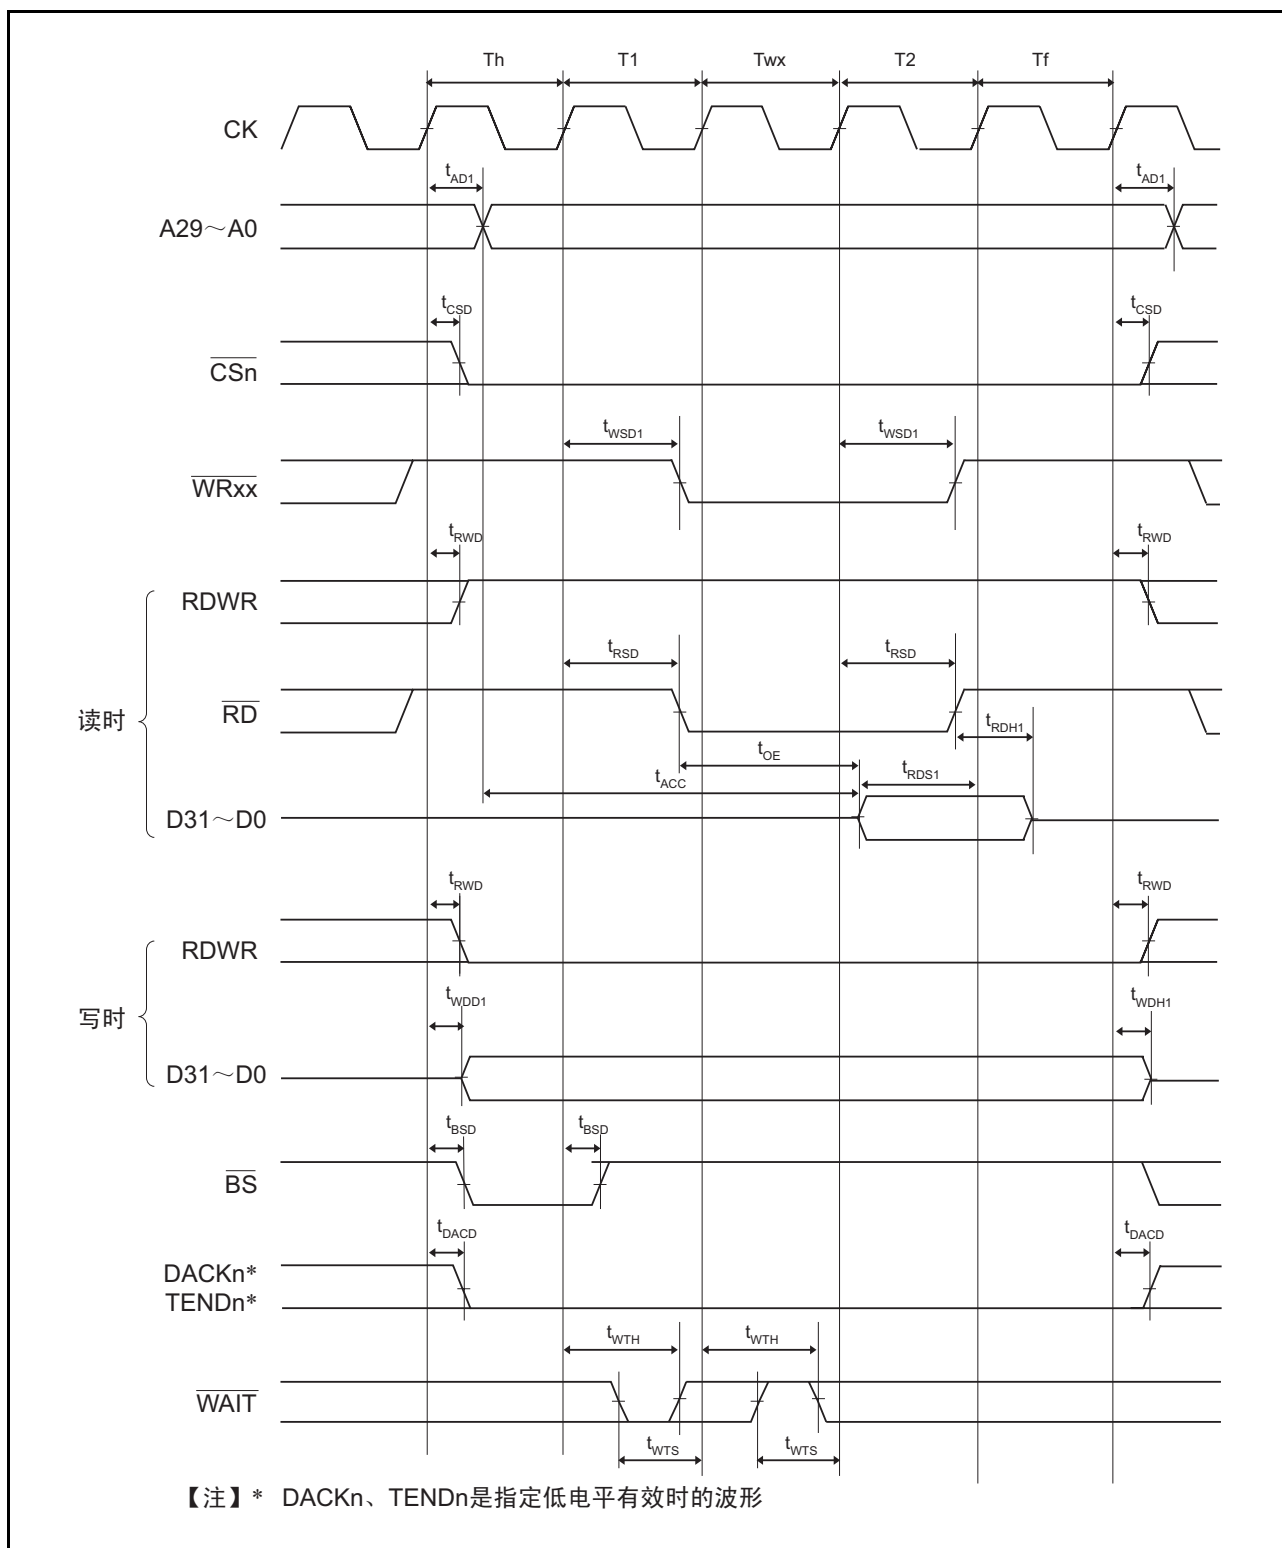 Th T1 Twx T2 Tf
CK
tAD1 tAD1
A29～A0
tCSD tCSD
CSn
tWSD1 tWSD1
WRxx
tRWD tRWD
RDWR
tRSD tRSD
读时
RD
tRDH1
tOE
tRDS1
tACC
D31～D0
tRWD tRWD
RDWR
写时
tWDD1 tWDH1
D31～D0
tBSD tBSD
BS
tDACD tDACD
DACKn*
TENDn*
tWTH tWTH
WAIT
tWTS tWTS
【注】* DACKn、TENDn是指定低电平有效时的波形